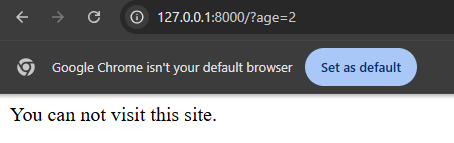 127.0.0.1:8000/?age=2
Google Chrome isn't your default browser Set as default
You can not visit this site.